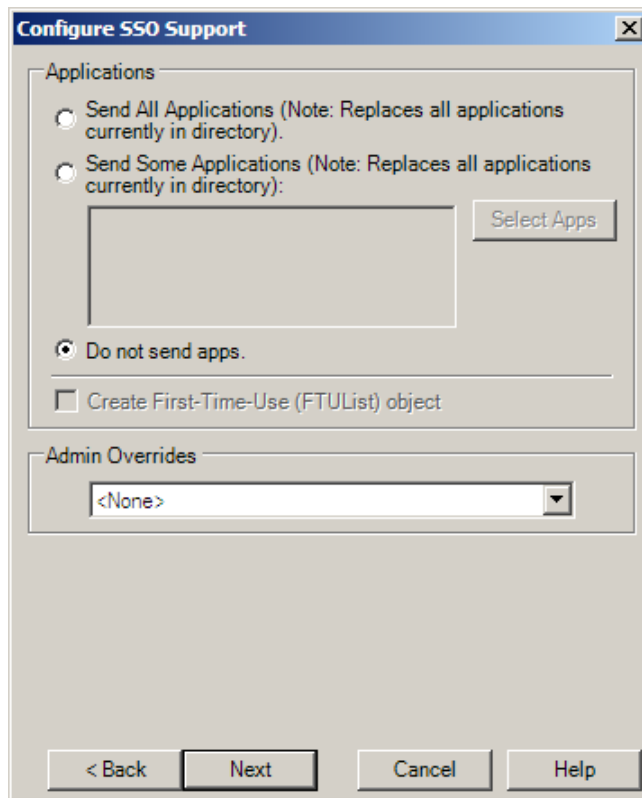 Configure SSO Support
Applications
Send All Applications (Note: Replaces all applications
currently in directory).
Send Some Applications (Note: Replaces all applications
currently in directory):
Select Apps
Do not send apps.
Create First-Time-Use (FTUList) object
Admin Overrides
<None>
< Back
Next
Cancel
Help